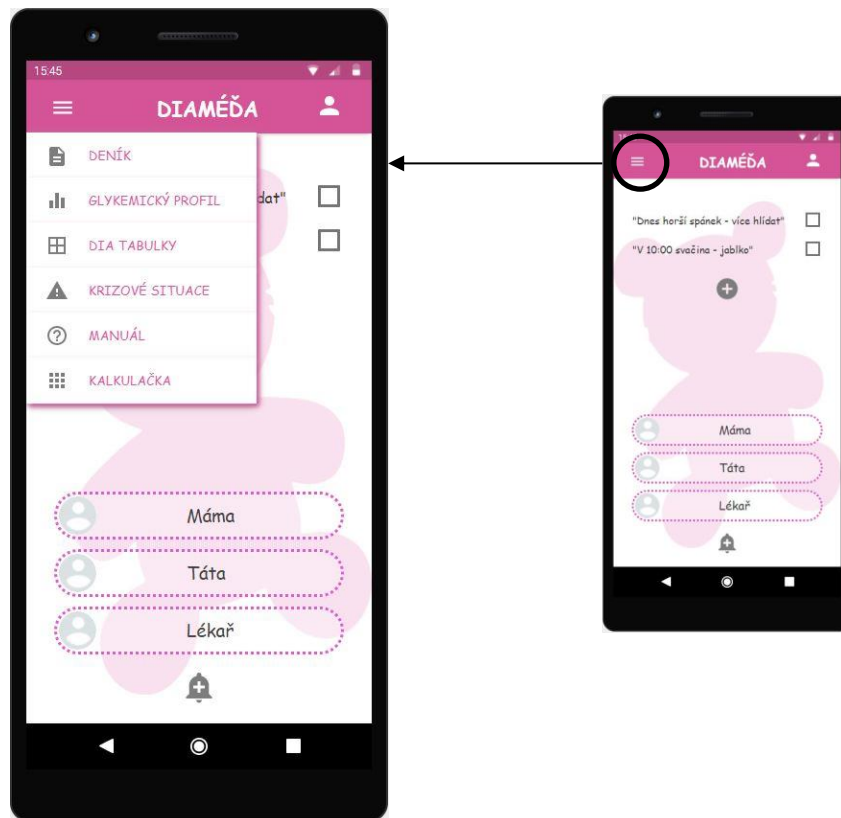 15:45
DIAMÉĎA
DENÍK
GLYKEMICKÝ PROFIL
dat"
DIA TABULKY
KRIZOVÉ SITUACE
MANUÁL
KALKULAČKA
Máma
Táta
Lékař
DIAMÉĎA
"Dnes horší spánek - více hlídat"
"V 10:00 svačina - jablko"
Máma
Táta
Lékař